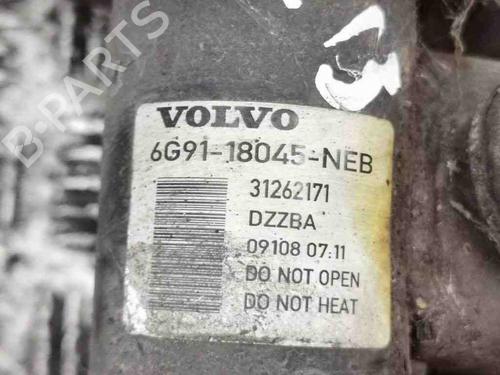 B-PARTS
VOLVO
6G91-18045-NEB
31262171
DZZBA
09108 07:11
DO NOT OPEN
DO NOT HEAT